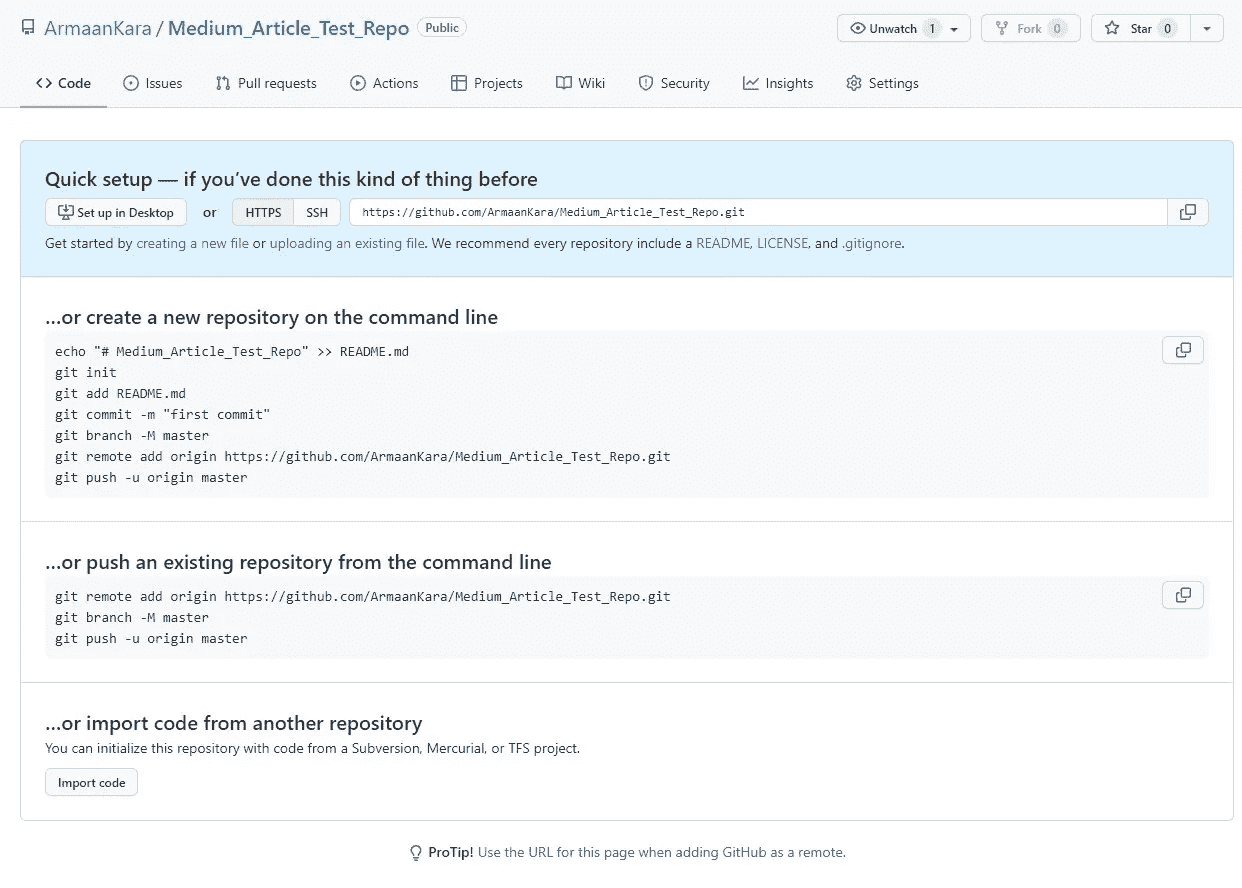 ArmaanKara / Medium_Article_Test_Repo Public Unwatch 1 Fork 0 Star 0
Code Issues Pull requests Actions Projects Wiki Security Insights Settings
Quick setup — if you’ve done this kind of thing before
Set up in Desktop or HTTPS SSH https://github.com/ArmaanKara/Medium_Article_Test_Repo.git
Get started by creating a new file or uploading an existing file. We recommend every repository include a README, LICENSE, and .gitignore.
…or create a new repository on the command line
echo "# Medium_Article_Test_Repo" >> README.md
git init
git add README.md
git commit -m "first commit"
git branch -M master
git remote add origin https://github.com/ArmaanKara/Medium_Article_Test_Repo.git
git push -u origin master
…or push an existing repository from the command line
git remote add origin https://github.com/ArmaanKara/Medium_Article_Test_Repo.git
git branch -M master
git push -u origin master
…or import code from another repository
You can initialize this repository with code from a Subversion, Mercurial, or TFS project.
Import code
ProTip! Use the URL for this page when adding GitHub as a remote.